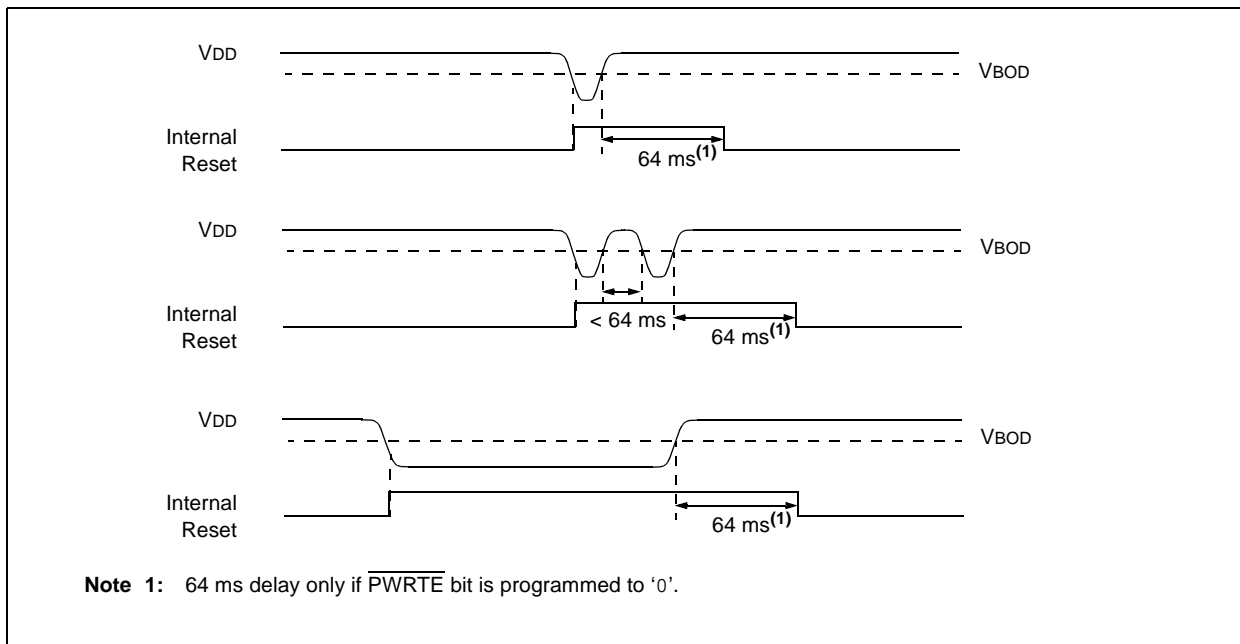 VDD
VBOD
Internal
Reset
64 ms(1)
VDD
VBOD
Internal
Reset
< 64 ms
64 ms(1)
VDD
VBOD
Internal
Reset
64 ms(1)
Note 1: 64 ms delay only if PWRTE bit is programmed to ‘0’.